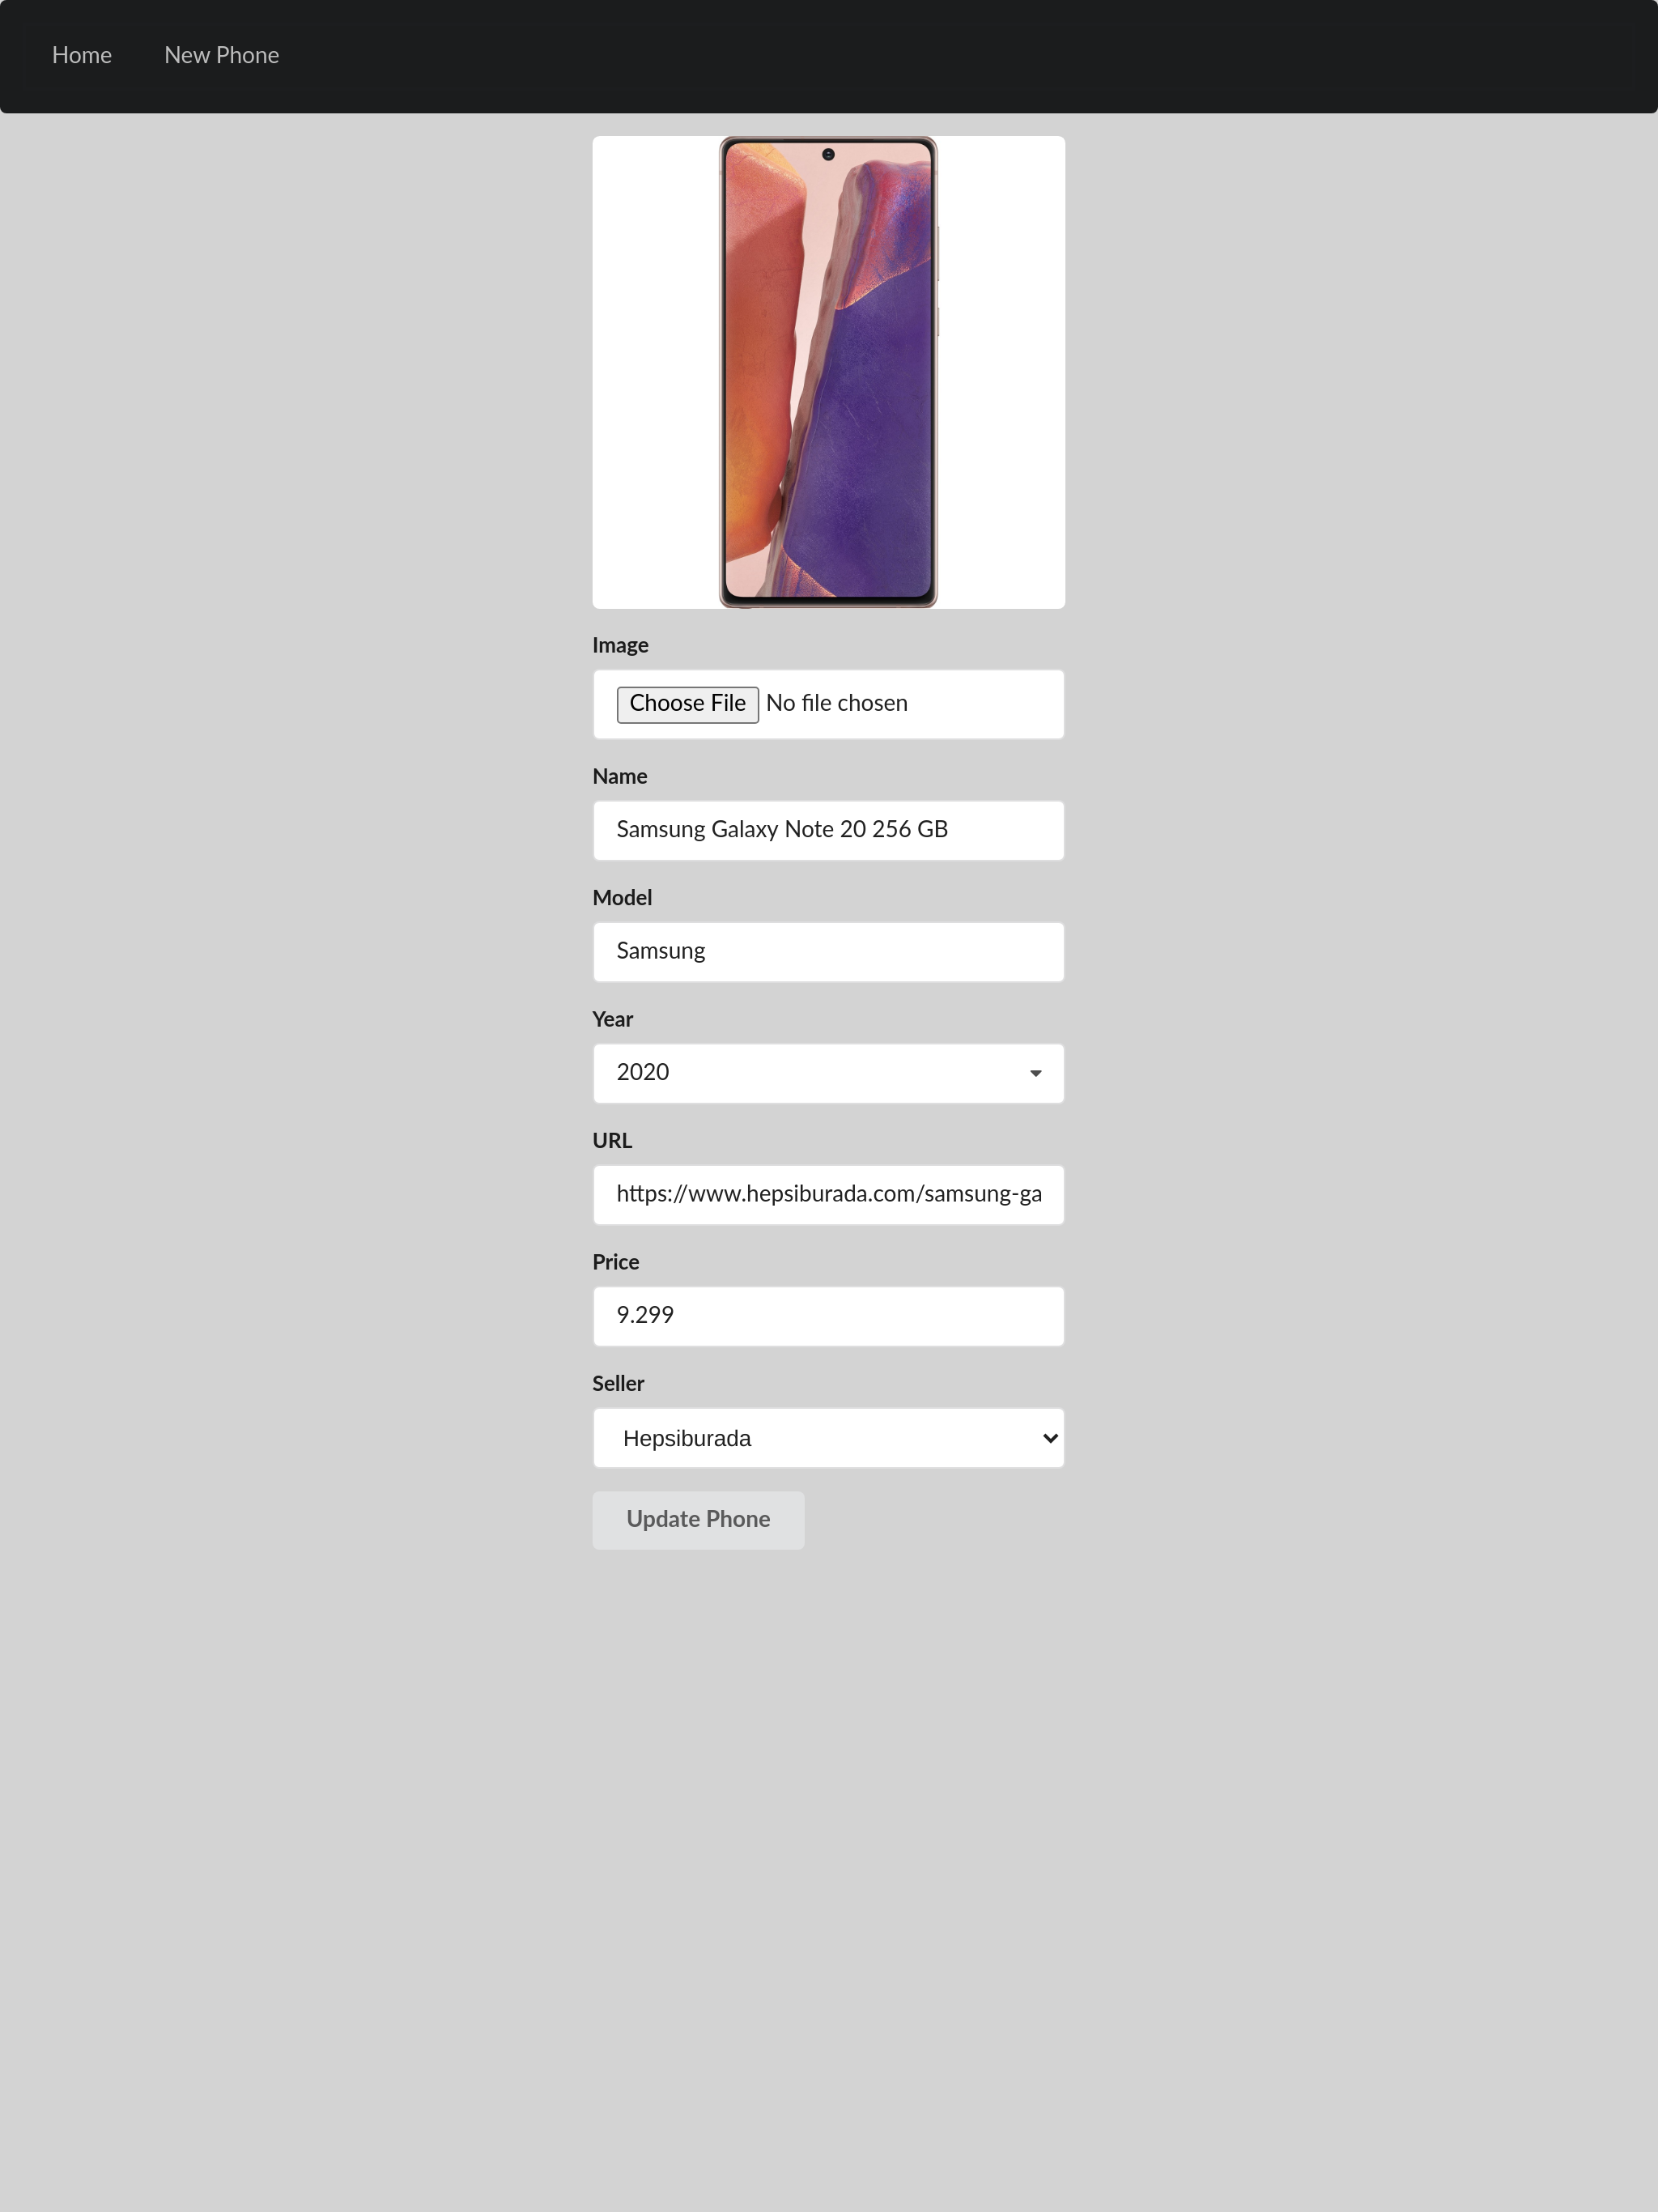 Home New Phone
Image
Choose File No file chosen
Name
Samsung Galaxy Note 20 256 GB
Model
Samsung
Year
2020
URL
https://www.hepsiburada.com/samsung-ga
Price
9.299
Seller
Hepsiburada
Update Phone